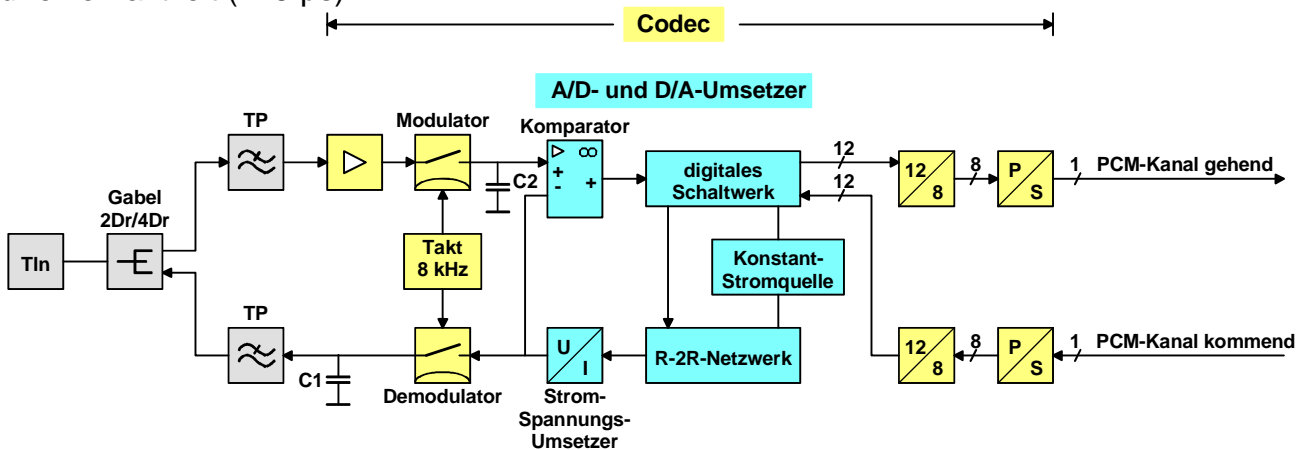 Codec
A/D- und D/A-Umsetzer
TP
Modulator
Komparator
∞
+
-
+
C2
digitales
Schaltwerk
12
12
12
8
8
P
S
1
PCM-Kanal gehend
Gabel
2Dr/4Dr
Tln
Takt
8 kHz
Konstant-
Stromquelle
TP
C1
Demodulator
U
I
Strom-
Spannungs-
Umsetzer
R-2R-Netzwerk
12
8
8
P
S
1
PCM-Kanal kommend